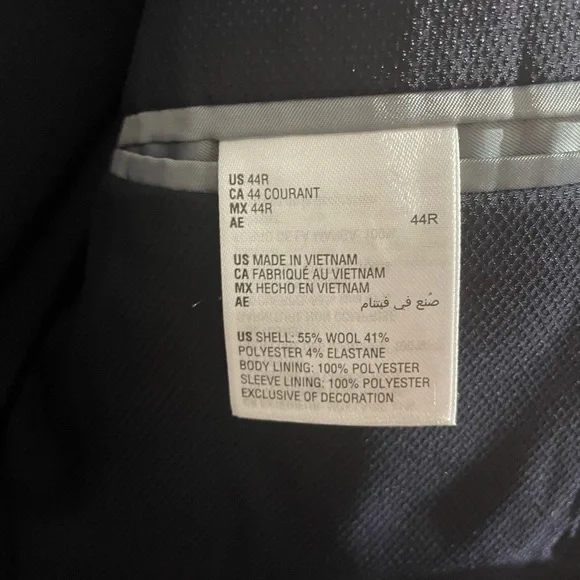 US 44R
CA 44 COURANT
MX 44R
AE 44R
US MADE IN VIETNAM
CA FABRIQUÉ AU VIETNAM
MX HECHO EN VIETNAM
AE صُنع في فيتنام
US SHELL: 55% WOOL 41%
POLYESTER 4% ELASTANE
BODY LINING: 100% POLYESTER
SLEEVE LINING: 100% POLYESTER
EXCLUSIVE OF DECORATION